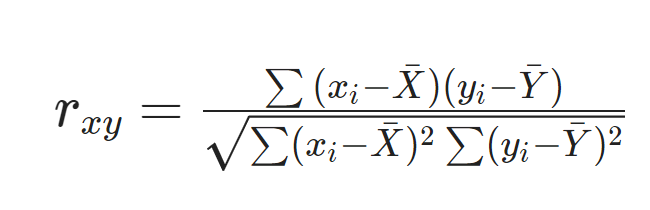 r_{xy} = \frac{\sum (x_i - \bar{X})(y_i - \bar{Y})}{\sqrt{\sum (x_i - \bar{X})^2 \sum (y_i - \bar{Y})^2}}